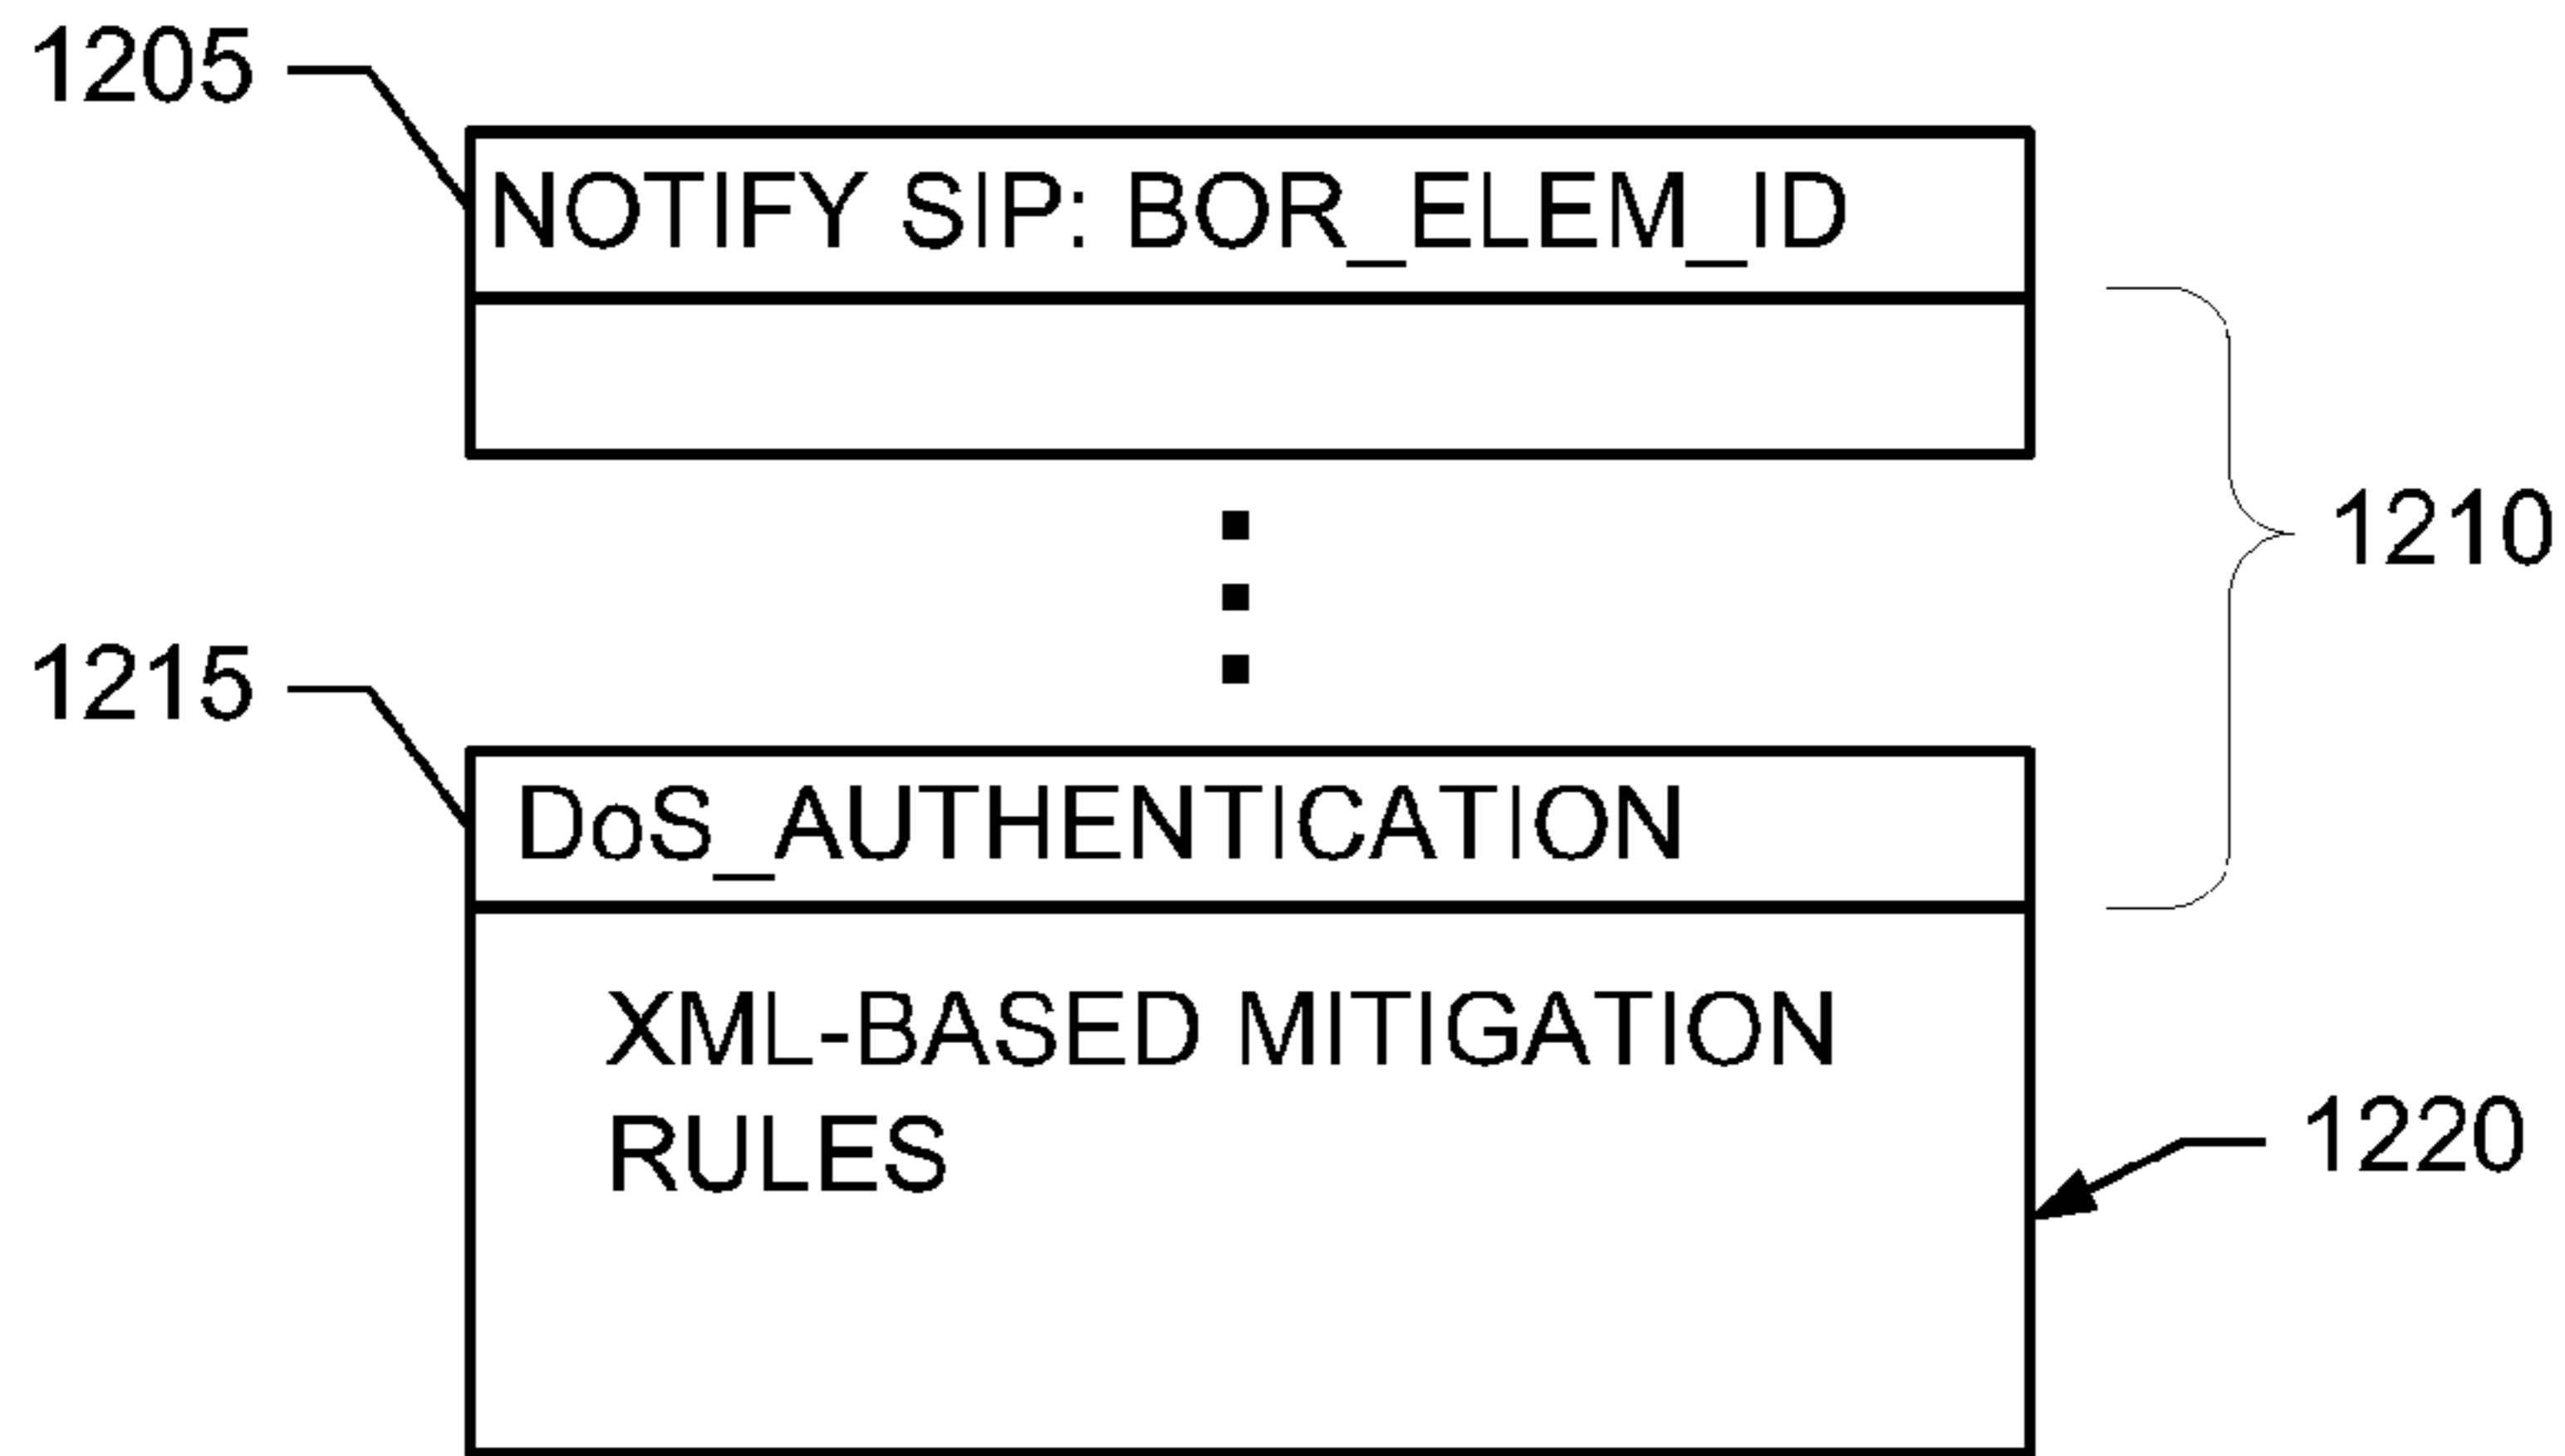 1205
NOTIFY SIP: BOR_ELEM_ID
1210
1215
DoS_AUTHENTICATION
XML-BASED MITIGATION
RULES
1220